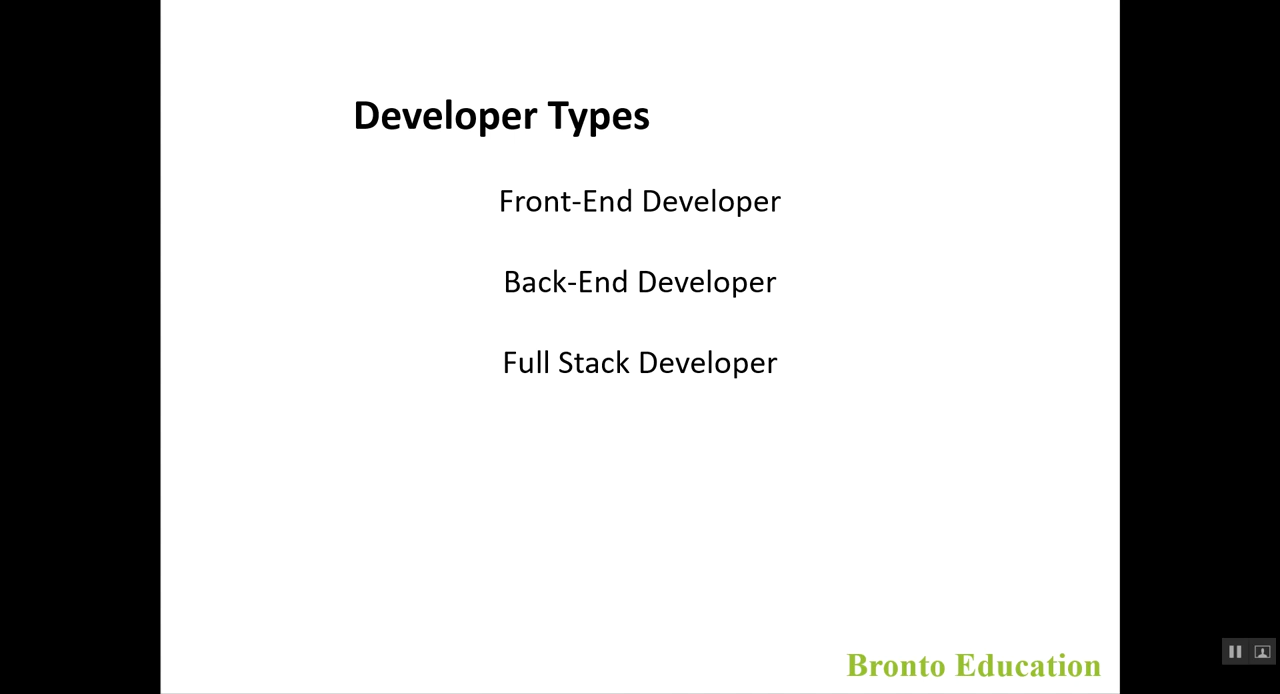 Developer Types
Front-End Developer
Back-End Developer
Full Stack Developer
Bronto Education